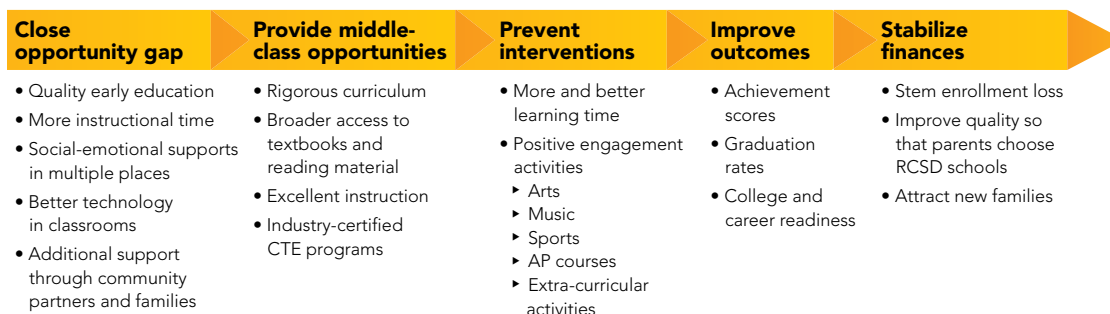 Close
opportunity gap
• Quality early education
• More instructional time
• Social-emotional supports
in multiple places
• Better technology
in classrooms
• Additional support
through community
partners and families
Provide middle-
class opportunities
• Rigorous curriculum
• Broader access to
textbooks and
reading material
• Excellent instruction
• Industry-certified
CTE programs
Prevent
interventions
• More and better
learning time
• Positive engagement
activities
▸ Arts
▸ Music
▸ Sports
▸ AP courses
▸ Extra-curricular
activities
Improve
outcomes
• Achievement
scores
• Graduation
rates
• College and
career readiness
Stabilize
finances
• Stem enrollment loss
• Improve quality so
that parents choose
RCSD schools
• Attract new families